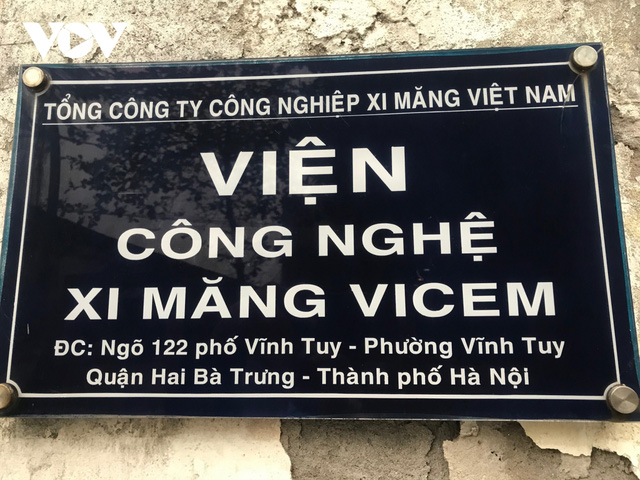 VOV
TỔNG CÔNG TY CÔNG NGHIỆP XI MĂNG VIỆT NAM
VIỆN
CÔNG NGHỆ
XI MĂNG VICEM
ĐC: Ngõ 122 phố Vĩnh Tuy - Phường Vĩnh Tuy
Quận Hai Bà Trưng - Thành phố Hà Nội